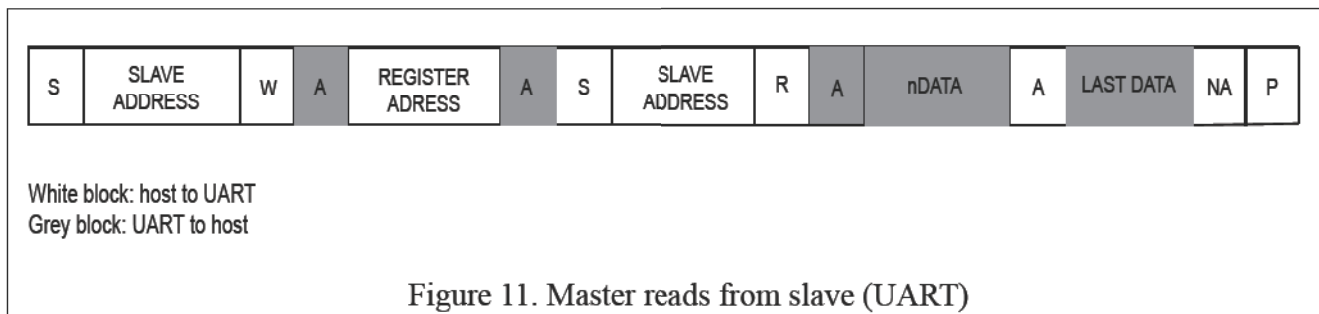 S SLAVE ADDRESS W A REGISTER ADRESS A S SLAVE ADDRESS R A nDATA A LAST DATA NA P
White block: host to UART
Grey block: UART to host
Figure 11. Master reads from slave (UART)